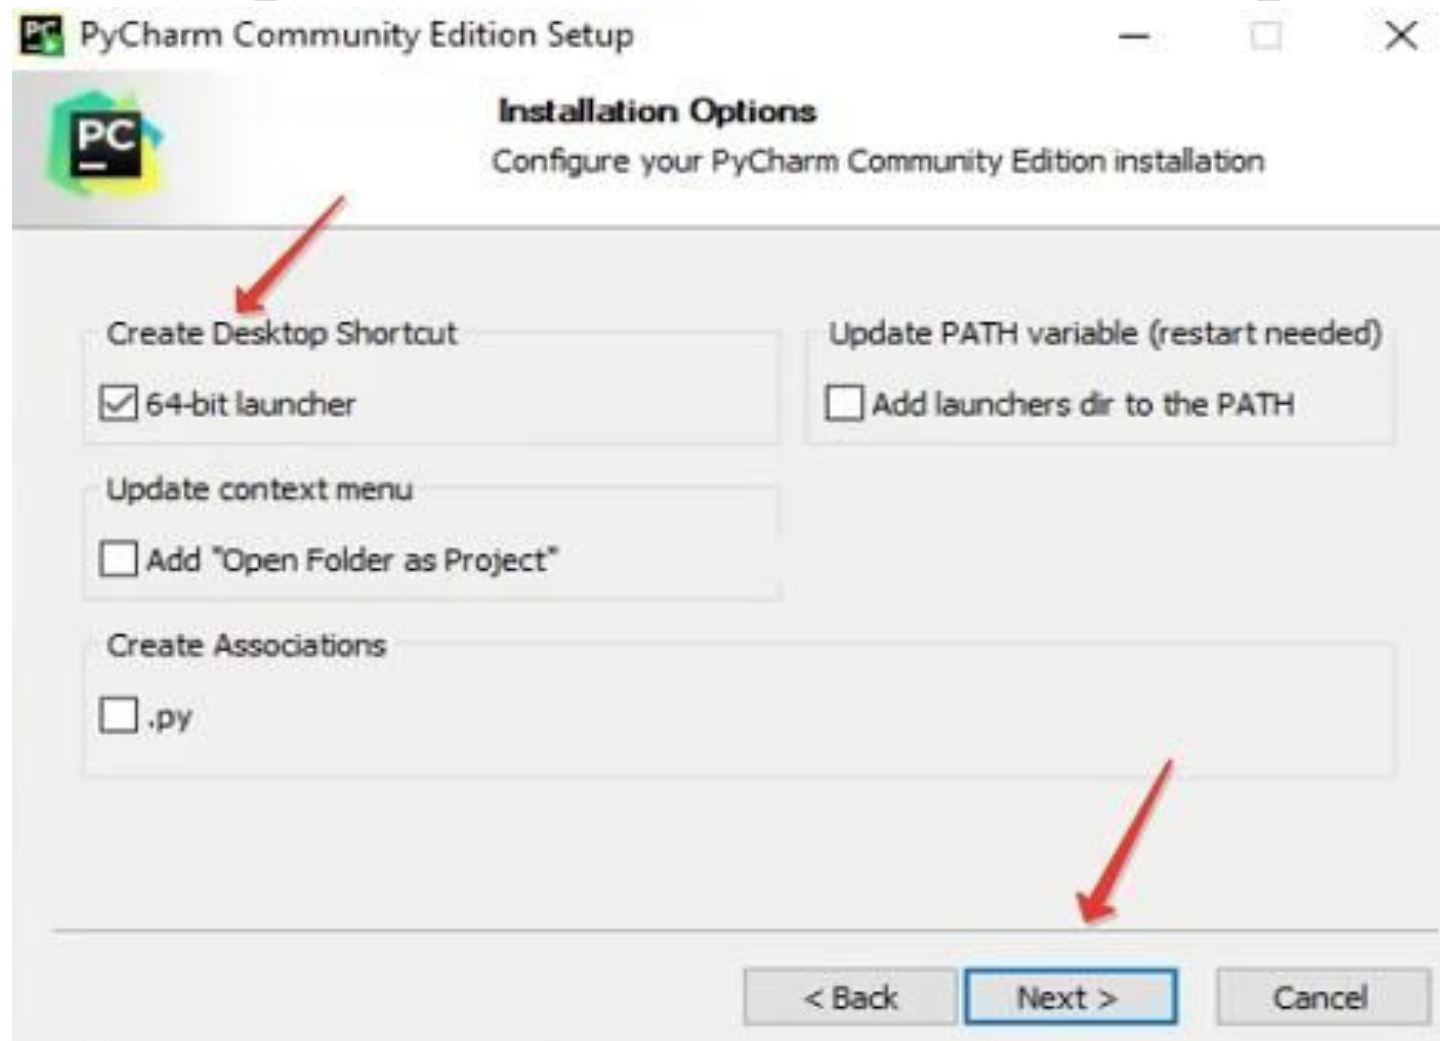 PyCharm Community Edition Setup
PC
Installation Options
Configure your PyCharm Community Edition installation
Create Desktop Shortcut
64-bit launcher
Update PATH variable (restart needed)
Add launchers dir to the PATH
Update context menu
Add "Open Folder as Project"
Create Associations
.py
< Back
Next >
Cancel